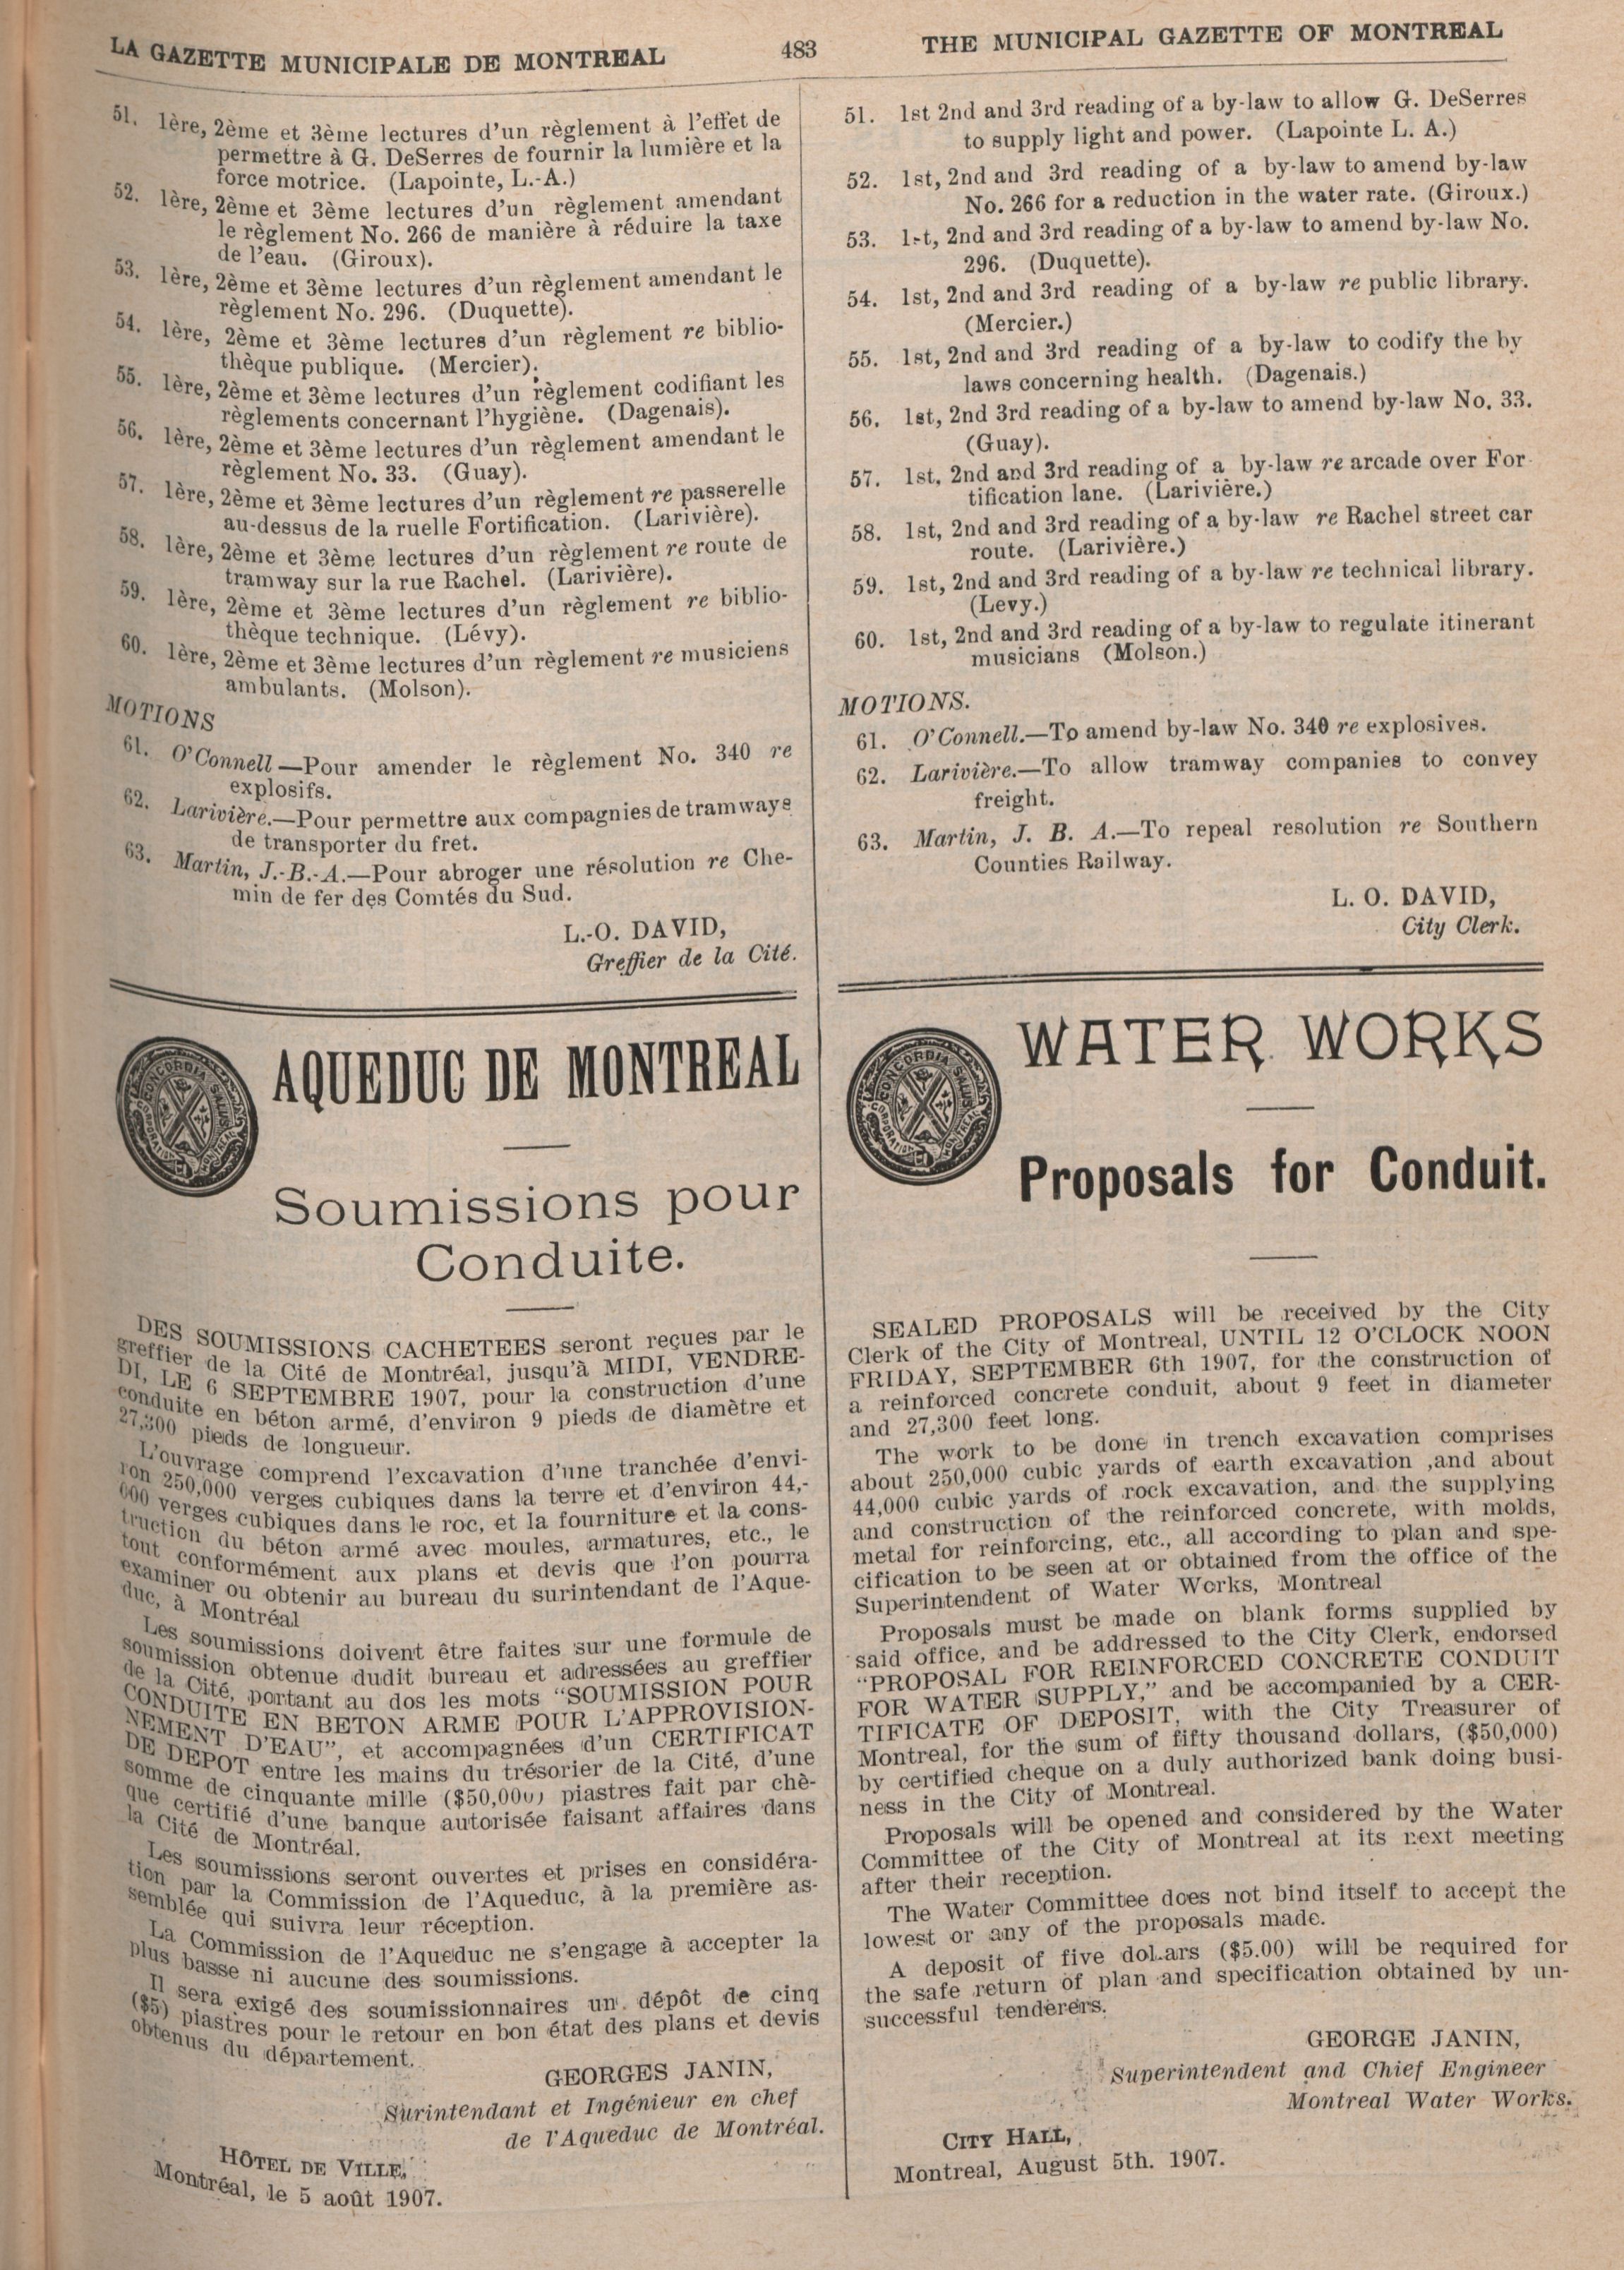 LA GAZETTE MUNICIPALE DE MONTREAL
483
THE MUNICIPAL GAZETTE OF MONTREAL
51. 1ère, 2ème et 3ème lectures d'un règlement à l'effet de
permettre à G. DeSerres de fournir la lumière et la
force motrice. (Lapointe, L.-A.)
52. 1ère, 2ème et 3ème lectures d'un règlement amendant
le règlement No. 266 de manière à réduire la taxe
de l'eau. (Giroux).
53. 1ère, 2ème et 3ème lectures d'un règlement amendant le
règlement No. 296. (Duquette).
54. 1ère, 2ème et 3ème lectures d'un règlement re biblio-
thèque publique. (Mercier).
55. 1ère, 2ème et 3ème lectures d'un règlement codifiant les
règlements concernant l'hygiène. (Dagenais).
56. 1ère, 2ème et 3ème lectures d'un règlement amendant le
règlement No. 33. (Guay).
57. 1ère, 2ème et 3ème lectures d'un règlement re passerelle
au-dessus de la ruelle Fortification. (Larivière).
58. 1ère, 2ème et 3ème lectures d'un règlement re route de
tramway sur la rue Rachel. (Larivière).
59. 1ère, 2ème et 3ème lectures d'un règlement re biblio-
thèque technique. (Lévy).
60. 1ère, 2ème et 3ème lectures d'un règlement re musiciens
ambulants. (Molson).
MOTIONS
61. O'Connell—Pour amender le règlement No. 340 re
explosifs.
62. Larivière.—Pour permettre aux compagnies de tramways
de transporter du fret.
63. Martin, J.-B.-A.—Pour abroger une résolution re Che-
min de fer des Comtés du Sud.
L.-O. DAVID,
Greffier de la Cité.
AQUEDUC DE MONTREAL
CONCORDIA SALUS
CORPORATION MONTREAL
Soumissions pour
Conduite.
DES SOUMISSIONS CACHETEES seront reçues par le
greffier de la Cité de Montréal, jusqu'à MIDI, VENDRE-
DI, LE 6 SEPTEMBRE 1907, pour la construction d'une
conduite en béton armé, d'environ 9 pieds de diamètre et
27,300 pieds de longueur.
L'ouvrage comprend l'excavation d'une tranchée d'envi-
ron 250,000 verges cubiques dans la terre et d'environ 44,-
000 verges cubiques dans le roc, et la fourniture et la cons-
truction du béton armé avec moules, armatures, etc., le
tout conformément aux plans et devis que l'on pourra
examiner ou obtenir au bureau du surintendant de l'Aque-
duc, à Montréal
Les soumissions doivent être faites sur une formule de
soumission obtenue dudit bureau et adressées au greffier
de la Cité, portant au dos les mots "SOUMISSION POUR
CONDUITE EN BETON ARME POUR L'APPROVISION-
NEMENT D'EAU", et accompagnées d'un CERTIFICAT
DE DEPOT entre les mains du trésorier de la Cité, d'une
somme de cinquante mille ($50,000) piastres fait par chè-
que certifié d'une banque autorisée faisant affaires dans
la Cité de Montréal.
Les soumissions seront ouvertes et prises en considéra-
tion par la Commission de l'Aqueduc, à la première as-
semblée qui suivra leur réception.
La Commission de l'Aqueduc ne s'engage à accepter la
plus basse ni aucune des soumissions.
Il sera exigé des soumissionnaires un dépôt de cinq
($5) piastres pour le retour en bon état des plans et devis
obtenus du département.
GEORGES JANIN,
Surintendant et Ingénieur en chef
de l'Aqueduc de Montréal.
HÔTEL DE VILLE,
Montréal, le 5 août 1907.
51. 1st 2nd and 3rd reading of a by-law to allow G. DeSerres
to supply light and power. (Lapointe L. A.)
52. 1st, 2nd and 3rd reading of a by-law to amend by-law
No. 266 for a reduction in the water rate. (Giroux.)
53. 1-t, 2nd and 3rd reading of a by-law to amend by-law No.
296. (Duquette).
54. 1st, 2nd and 3rd reading of a by-law re public library.
(Mercier.)
55. 1st, 2nd and 3rd reading of a by-law to codify the by
laws concerning health. (Dagenais.)
56. 1st, 2nd 3rd reading of a by-law to amend by-law No. 33.
(Guay).
57. 1st, 2nd and 3rd reading of a by-law re arcade over For-
tification lane. (Larivière.)
58. 1st, 2nd and 3rd reading of a by-law re Rachel street car
route. (Larivière.)
59. 1st, 2nd and 3rd reading of a by-law re technical library.
(Levy.)
60. 1st, 2nd and 3rd reading of a by-law to regulate itinerant
musicians (Molson.)
MOTIONS.
61. O'Connell.—To amend by-law No. 340 re explosives.
62. Larivière.—To allow tramway companies to convey
freight.
63. Martin, J. B. A.—To repeal resolution re Southern
Counties Railway.
L. O. DAVID,
City Clerk.
WATER WORKS
CONCORDIA SALUS
CORPORATION MONTREAL
Proposals for Conduit.
SEALED PROPOSALS will be received by the City
Clerk of the City of Montreal, UNTIL 12 O'CLOCK NOON
FRIDAY, SEPTEMBER 6th 1907, for the construction of
a reinforced concrete conduit, about 9 feet in diameter
and 27,300 feet long.
The work to be done in trench excavation comprises
about 250,000 cubic yards of earth excavation ,and about
44,000 cubic yards of rock excavation, and the supplying
and construction of the reinforced concrete, with molds,
metal for reinforcing, etc., all according to plan and spe-
cification to be seen at or obtained from the office of the
Superintendent of Water Works, Montreal
Proposals must be made on blank forms supplied by
said office, and be addressed to the City Clerk, endorsed
"PROPOSAL FOR REINFORCED CONCRETE CONDUIT
FOR WATER SUPPLY," and be accompanied by a CER-
TIFICATE OF DEPOSIT, with the City Treasurer of
Montreal, for the sum of fifty thousand dollars, ($50,000)
by certified cheque on a duly authorized bank doing busi-
ness in the City of Montreal.
Proposals will be opened and considered by the Water
Committee of the City of Montreal at its next meeting
after their reception.
The Water Committee does not bind itself to accept the
lowest or any of the proposals made.
A deposit of five dollars ($5.00) will be required for
the safe return of plan and specification obtained by un-
successful tenderers.
GEORGE JANIN,
Superintendent and Chief Engineer
Montreal Water Works.
CITY HALL,
Montreal, August 5th. 1907.